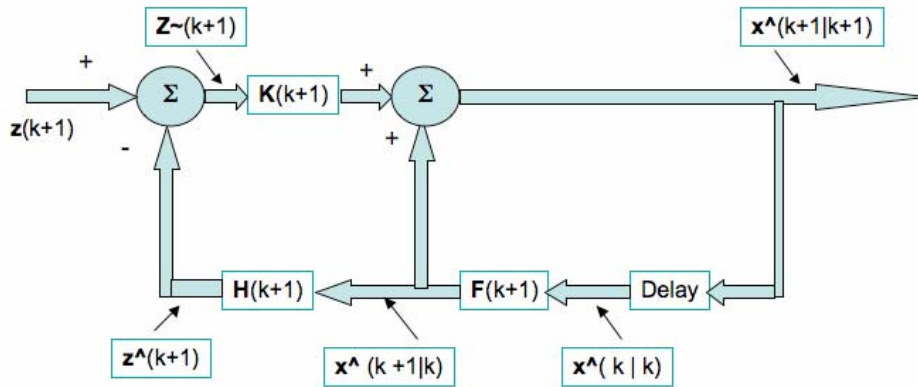 Z~(k+1)
x^(k+1|k+1)
+
Σ
K(k+1)
+
Σ
z(k+1)
-
+
H(k+1)
F(k+1)
Delay
z^(k+1)
x^ (k +1|k)
x^( k | k)